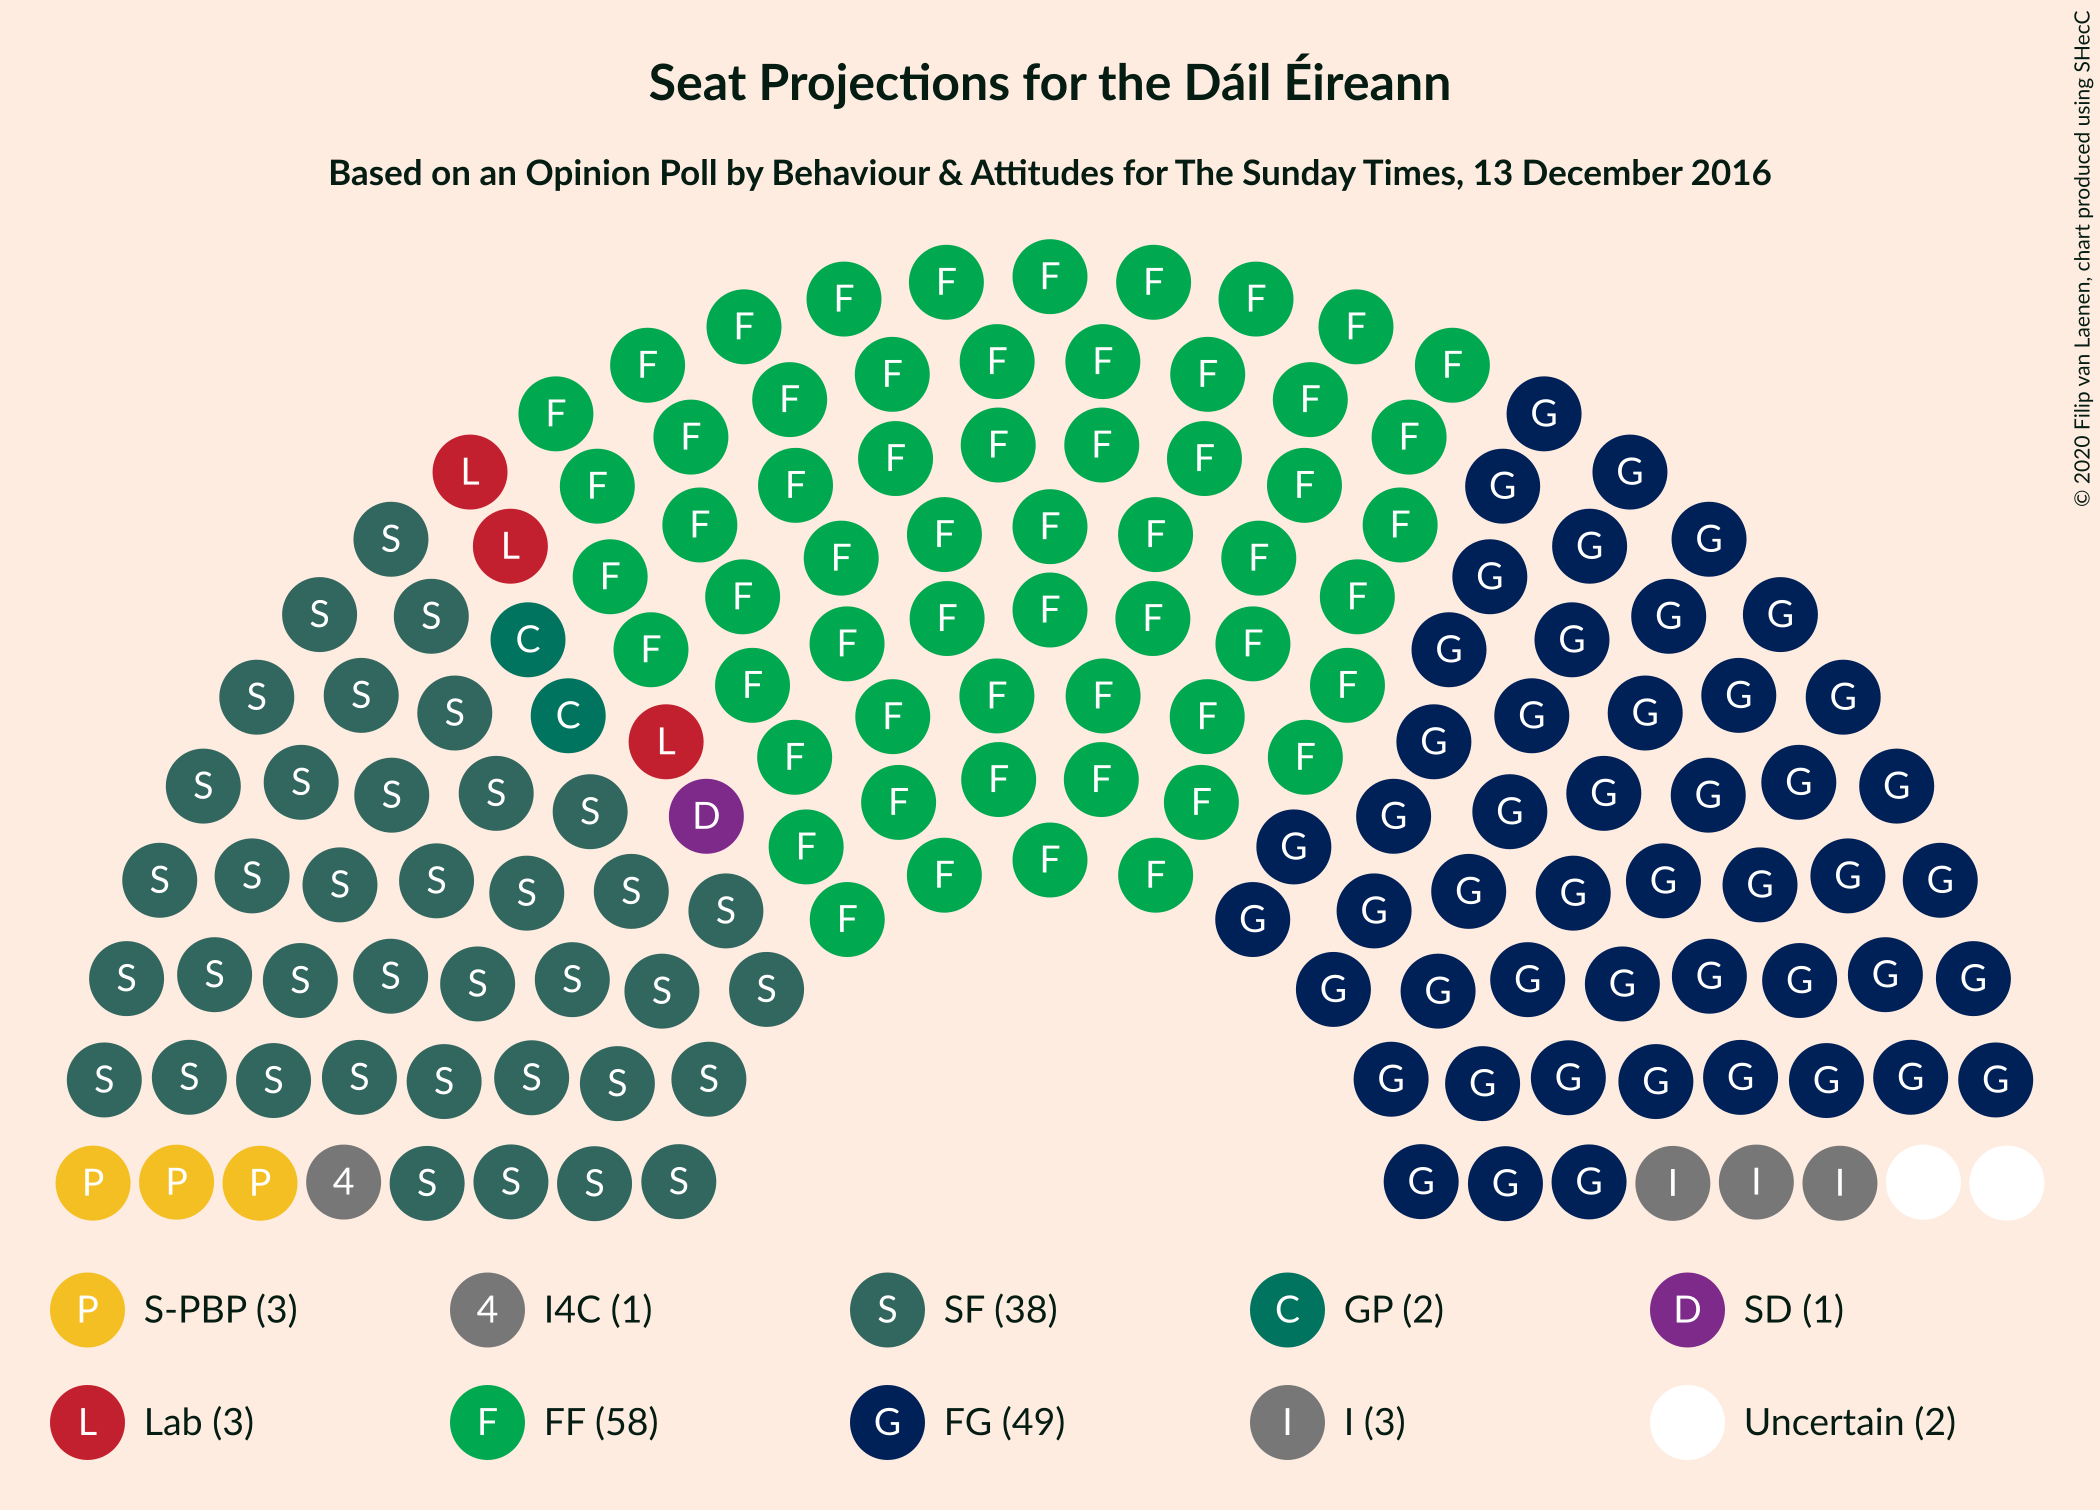 Seat Projections for the Dáil Éireann
Based on an Opinion Poll by Behaviour & Attitudes for The Sunday Times, 13 December 2016
© 2020 Filip van Laenen, chart produced using SHecC
F F F F F
F F F F
F F F F F F
F F G
F F F F
L F F G G
F F F F
S L F F G G
F F F
F F
S S C F F G G G
F F F
F F
S S S C F F F F G G G G G
L F F G
S S S S S F F F F G G G G G
D F G G
S S S S S S F F F G G G G G G
S F G G
S S S S S S S S G G G G G G G G
S S S S S S S S G G G G G G G G
P P P 4 S S S S G G G I I I
P S-PBP (3) 4 I4C (1) S SF (38) C GP (2) D SD (1)
L Lab (3) F FF (58) G FG (49) I I (3) Uncertain (2)